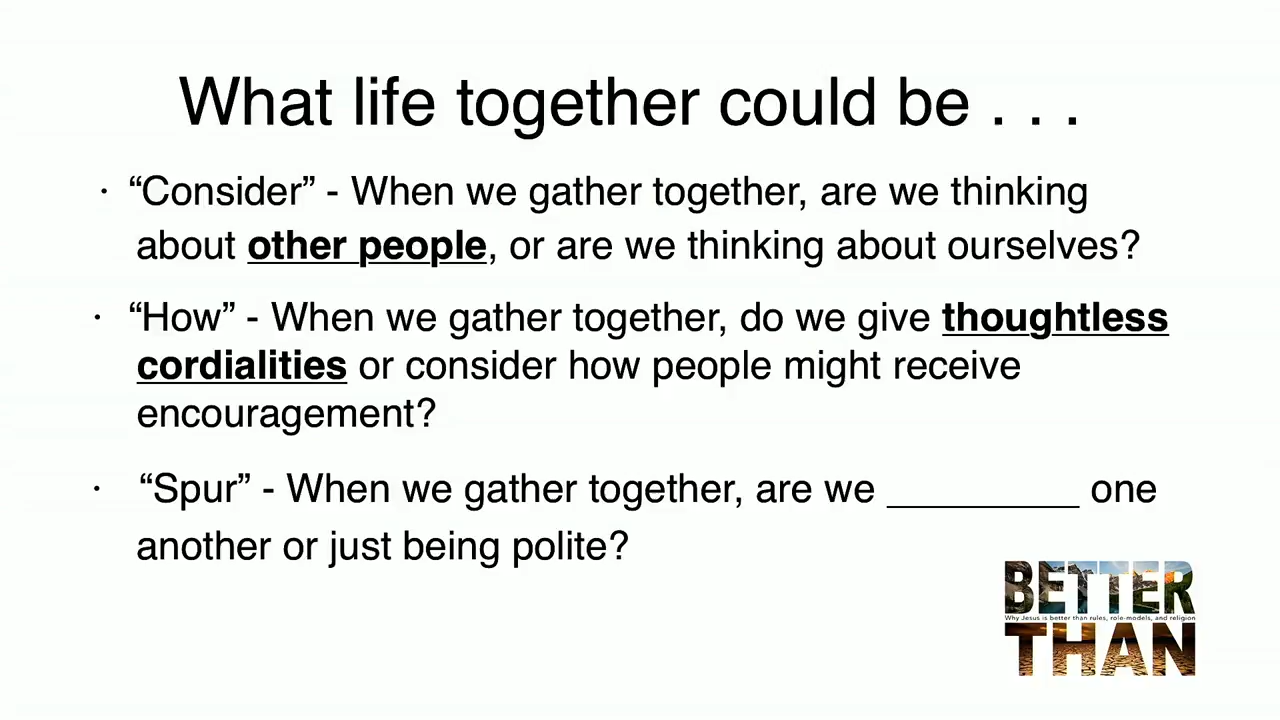 What life together could be . . .
· “Consider” - When we gather together, are we thinking
about other people, or are we thinking about ourselves?
· “How” - When we gather together, do we give thoughtless
cordialities or consider how people might receive
encouragement?
· “Spur” - When we gather together, are we _________ one
another or just being polite?
BETTER
Why Jesus is better than rules, role-models, and religion
THAN